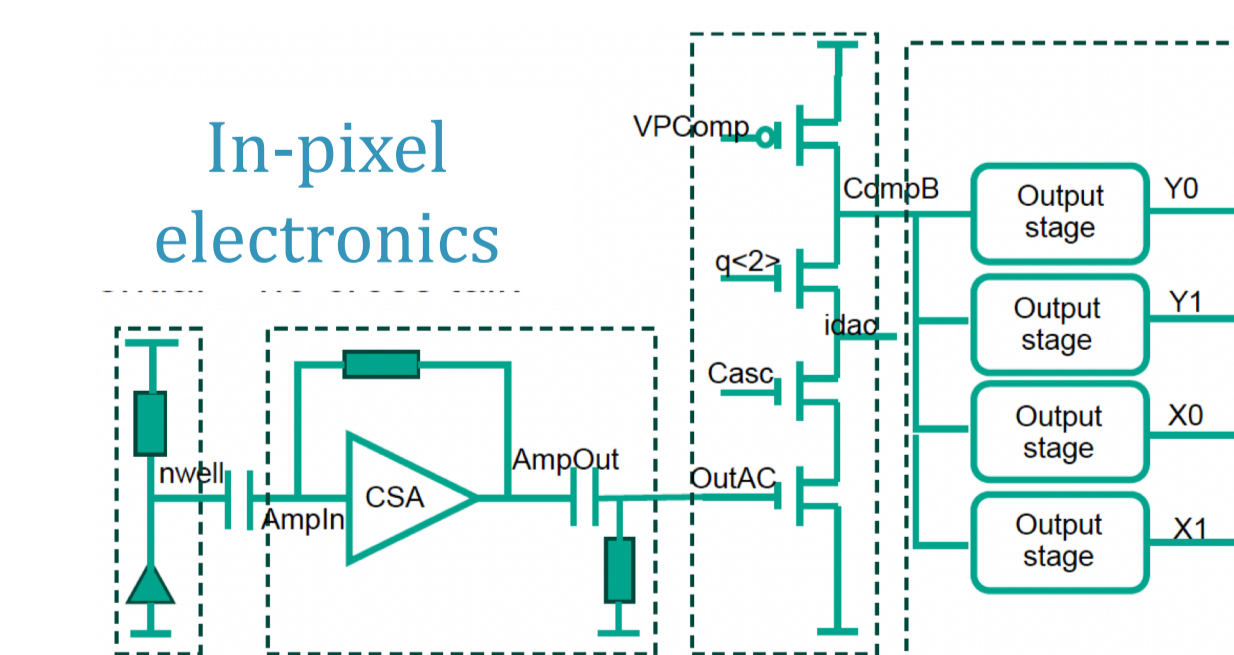 In-pixel
electronics
VPComp
CompB
q<2>
idac
Casc
OutAC
nwell
AmpIn
CSA
AmpOut
Output
stage
Y0
Output
stage
Y1
Output
stage
X0
Output
stage
X1